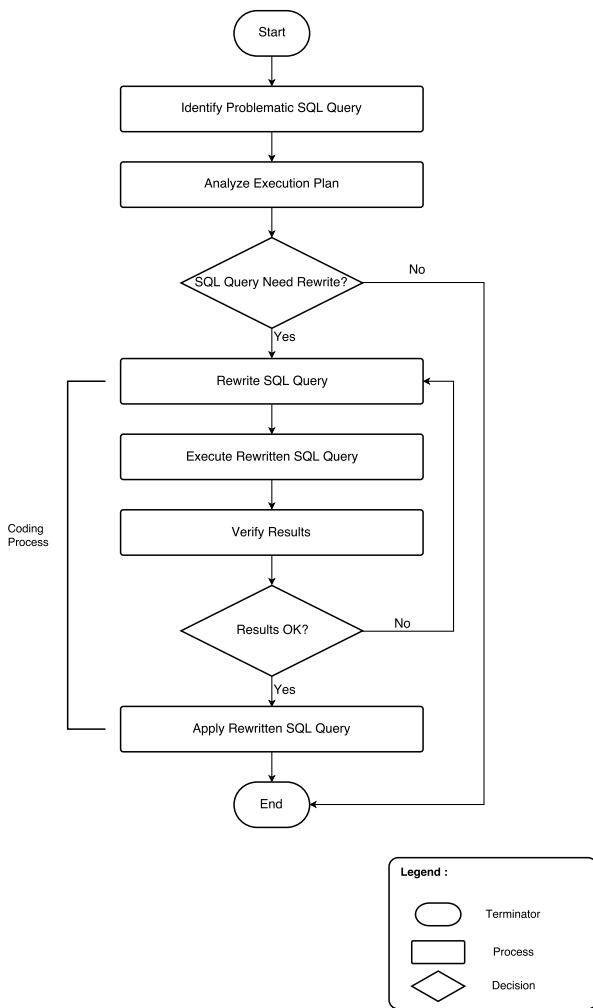 Start
Identify Problematic SQL Query
Analyze Execution Plan
SQL Query Need Rewrite?
No
Yes
Rewrite SQL Query
Execute Rewritten SQL Query
Coding
Process
Verify Results
Results OK?
No
Yes
Apply Rewritten SQL Query
End
Legend :
Terminator
Process
Decision